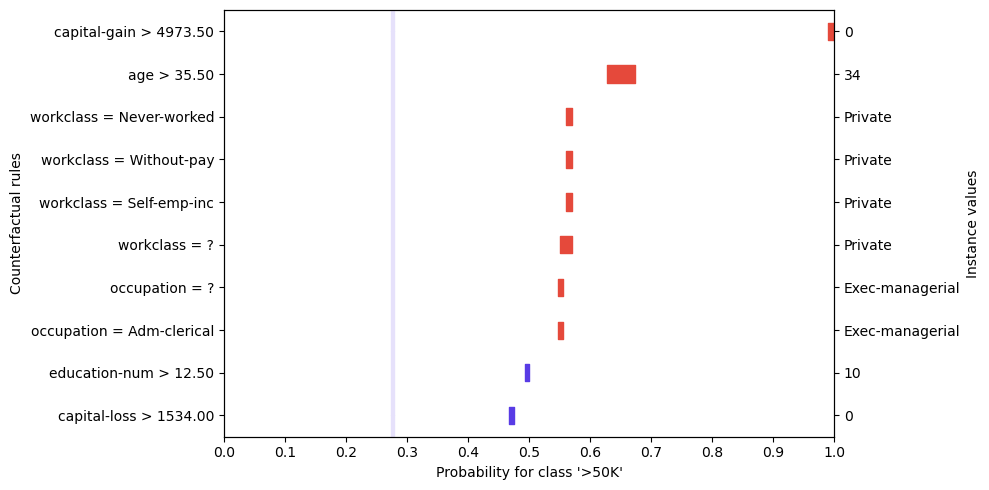 capital-gain > 4973.50
0
age > 35.50
34
workclass = Never-worked
Private
workclass = Without-pay
Private
workclass = Self-emp-inc
Private
workclass = ?
Private
occupation = ?
Exec-managerial
occupation = Adm-clerical
Exec-managerial
education-num > 12.50
10
capital-loss > 1534.00
0
Counterfactual rules
Instance values
0.0 0.1 0.2 0.3 0.4 0.5 0.6 0.7 0.8 0.9 1.0
Probability for class '>50K'